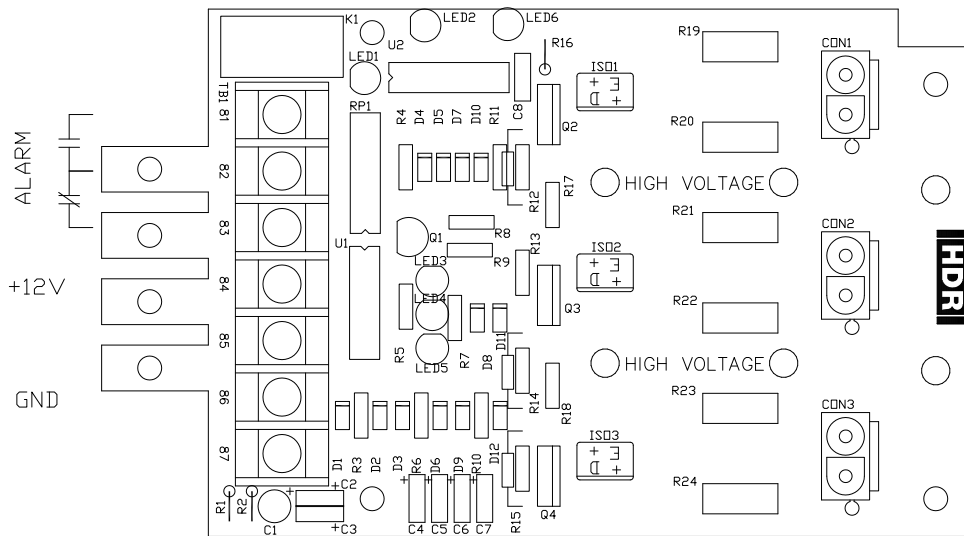 K1
LED2
LED6
R19
CON1
U2
R16
LED1
ISO1
+ E
+ D
TB1
81
RP1
R4
D4
D5
D7
D10
R11
C8
Q2
R20
ALARM
82
R12
R17
HIGH VOLTAGE
83
R8
R21
CON2
U1
Q1
R9
R13
ISO2
+ E
+ D
HDR
LED3
+12V
84
LED4
Q3
R22
85
R5
R7
D8
D11
LED5
HIGH VOLTAGE
GND
86
R14
R18
R23
CON3
87
D1
R3
D2
D3
R6
D6
D9
R10
D12
ISO3
+ E
+ D
R24
R1
R2
C1
+
+ C2
+ C3
+
C4
+
C5
+
C6
+
C7
R15
Q4